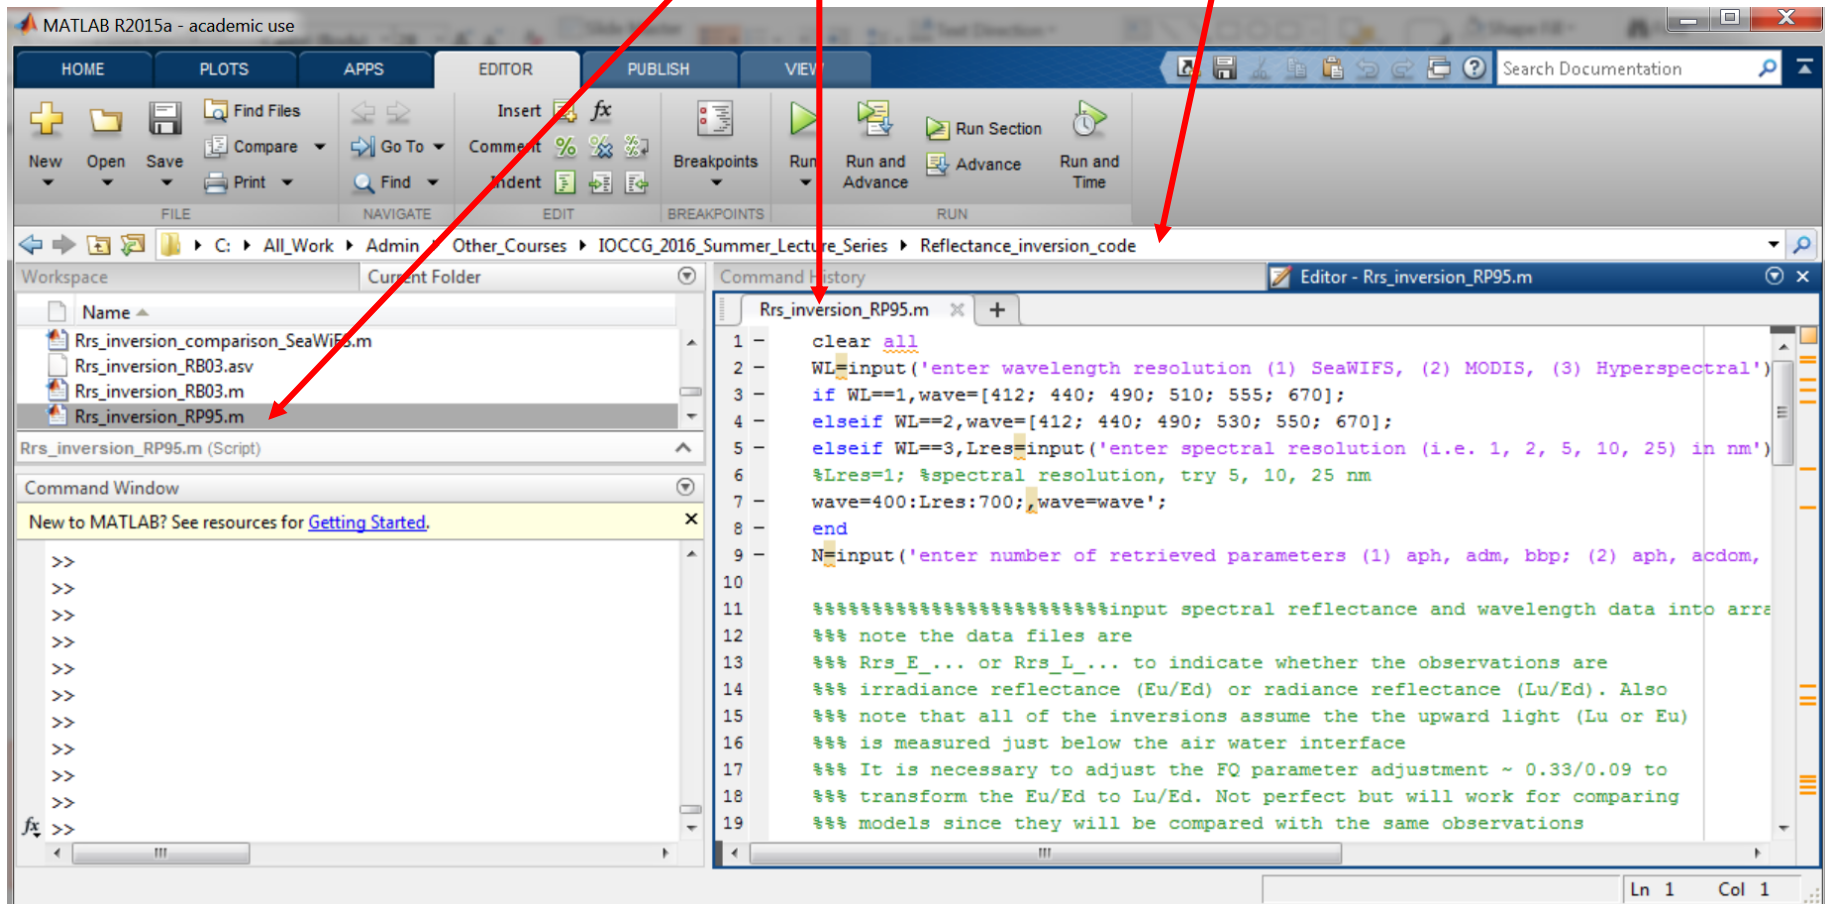 MATLAB R2015a - academic use
HOME PLOTS APPS EDITOR PUBLISH VIEW Search Documentation
New Open Save Find Files Compare Print
FILE
Go To Find
NAVIGATE
Insert fx
Comment
Indent
EDIT
Breakpoints
BREAKPOINTS
Run Run and Advance Run Section Advance Run and Time
RUN
C: All_Work Admin Other_Courses IOCCG_2016_Summer_Lecture_Series Reflectance_inversion_code
Workspace Current Folder
Name
Rrs_inversion_comparison_SeaWiFS.m
Rrs_inversion_RB03.asv
Rrs_inversion_RB03.m
Rrs_inversion_RP95.m
Rrs_inversion_RP95.m (Script)
Command Window
New to MATLAB? See resources for Getting Started.
>>
>>
>>
>>
>>
>>
>>
>>
>>
>>
fx >>
Command History Editor - Rrs_inversion_RP95.m
Rrs_inversion_RP95.m
1 - clear all
2 - WL=input('enter wavelength resolution (1) SeaWIFS, (2) MODIS, (3) Hyperspectral')
3 - if WL==1,wave=[412; 440; 490; 510; 555; 670];
4 - elseif WL==2,wave=[412; 440; 490; 530; 550; 670];
5 - elseif WL==3,Lres=input('enter spectral resolution (i.e. 1, 2, 5, 10, 25) in nm')
6 %Lres=1; %spectral resolution, try 5, 10, 25 nm
7 - wave=400:Lres:700;,wave=wave';
8 - end
9 - N=input('enter number of retrieved parameters (1) aph, adm, bbp; (2) aph, acdom,
10
11 %%%%%%%%%%%%%%%%%%%%%%%%%input spectral reflectance and wavelength data into arra
12 %%% note the data files are
13 %%% Rrs_E_... or Rrs_L_... to indicate whether the observations are
14 %%% irradiance reflectance (Eu/Ed) or radiance reflectance (Lu/Ed). Also
15 %%% note that all of the inversions assume the the upward light (Lu or Eu)
16 %%% is measured just below the air water interface
17 %%% It is necessary to adjust the FQ parameter adjustment ~ 0.33/0.09 to
18 %%% transform the Eu/Ed to Lu/Ed. Not perfect but will work for comparing
19 %%% models since they will be compared with the same observations
Ln 1 Col 1